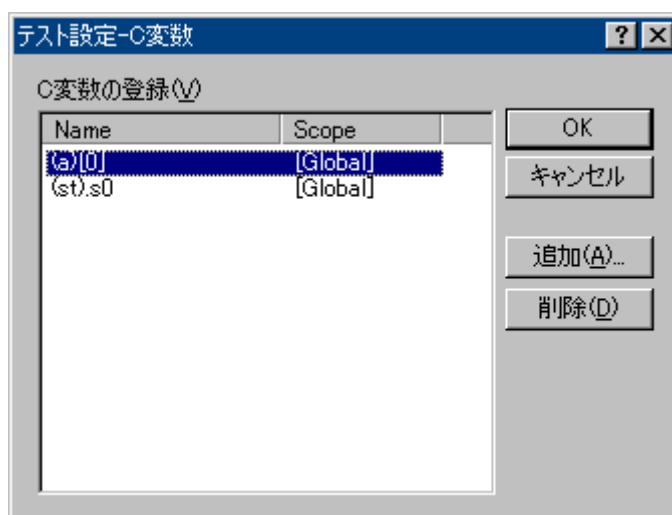 テスト設定-C変数
C変数の登録(V)
Name Scope
(a)[0] [Global]
(st).s0 [Global]
OK
キャンセル
追加(A)...
削除(D)